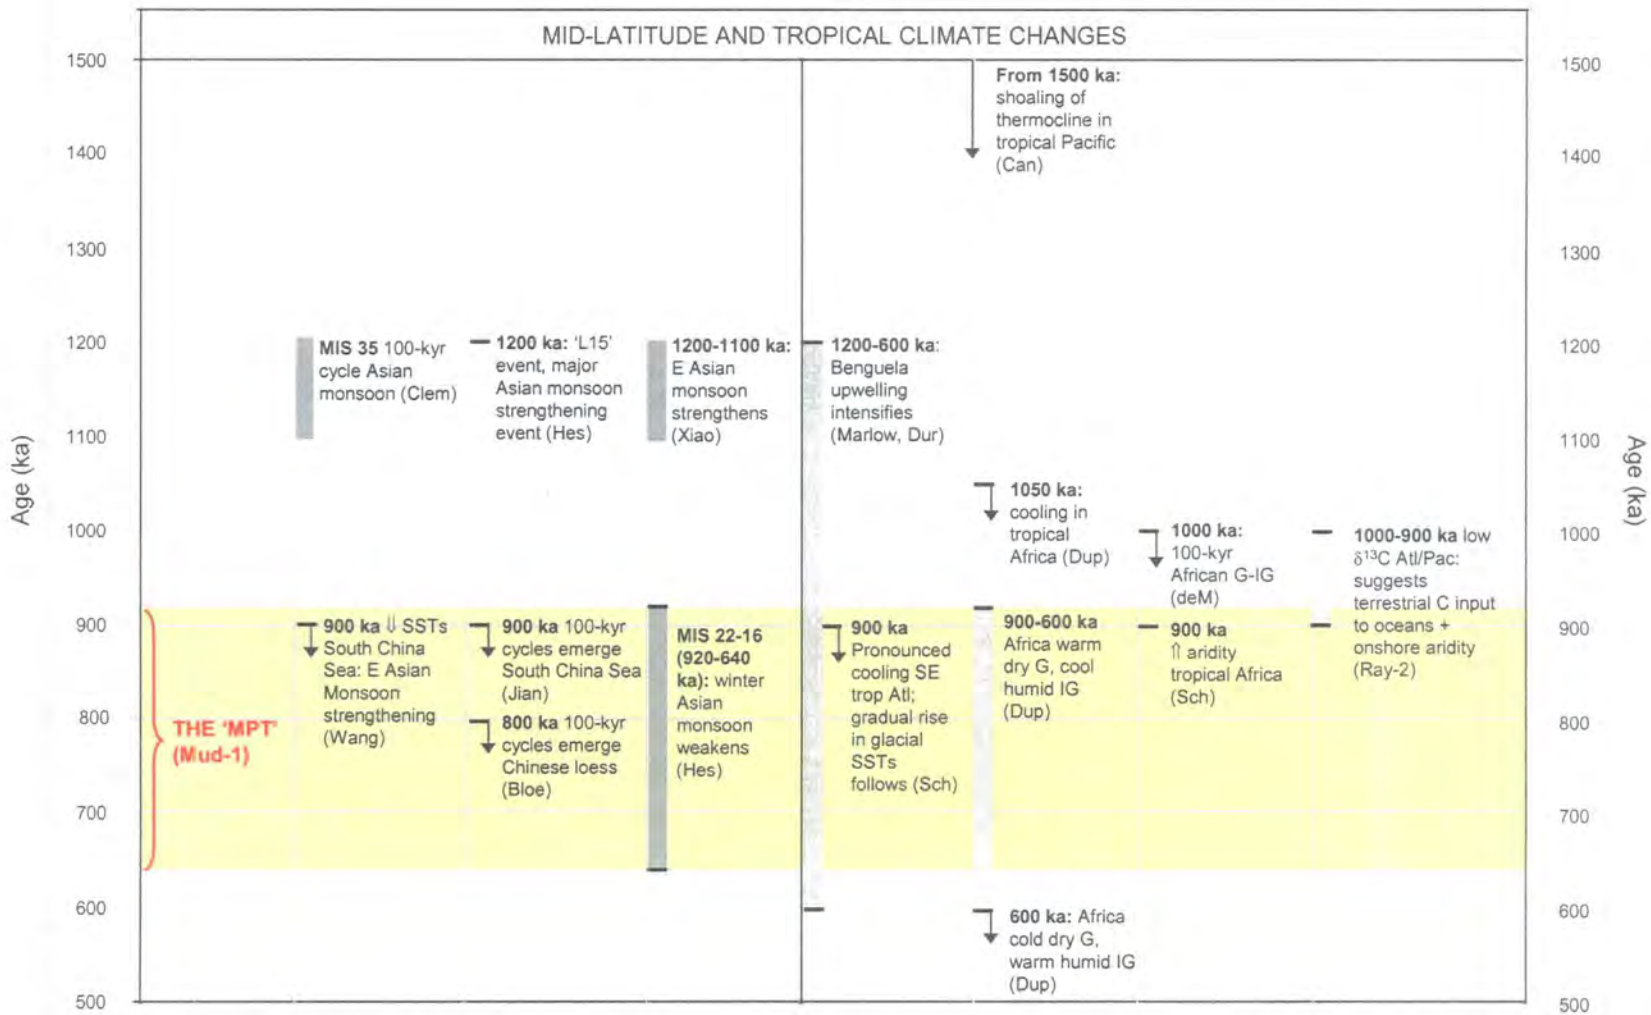 MID-LATITUDE AND TROPICAL CLIMATE CHANGES
Age (ka)
1500
1400
1300
1200
1100
1000
900
800
700
600
500
From 1500 ka:
shoaling of
thermocline in
tropical Pacific
(Can)
MIS 35 100-kyr
cycle Asian
monsoon (Clem)
1200 ka: 'L15'
event, major
Asian monsoon
strengthening
event (Hes)
1200-1100 ka:
E Asian
monsoon
strengthens
(Xiao)
1200-600 ka:
Benguela
upwelling
intensifies
(Marlow, Dur)
1050 ka:
cooling in
tropical
Africa (Dup)
1000 ka:
100-kyr
African G-IG
(deM)
1000-900 ka low
δ¹³C Atl/Pac:
suggests
terrestrial C input
to oceans +
onshore aridity
(Ray-2)
THE 'MPT'
(Mud-1)
900 ka ⇓ SSTs
South China
Sea: E Asian
Monsoon
strengthening
(Wang)
900 ka 100-kyr
cycles emerge
South China Sea
(Jian)
800 ka 100-kyr
cycles emerge
Chinese loess
(Bloe)
MIS 22-16
(920-640
ka): winter
Asian
monsoon
weakens
(Hes)
900 ka
Pronounced
cooling SE
trop Atl;
gradual rise
in glacial
SSTs
follows (Sch)
900-600 ka
Africa warm
dry G, cool
humid IG
(Dup)
900 ka
⇑ aridity
tropical Africa
(Sch)
600 ka: Africa
cold dry G,
warm humid IG
(Dup)
1500
1400
1300
1200
1100
1000
900
800
700
600
500
Age (ka)